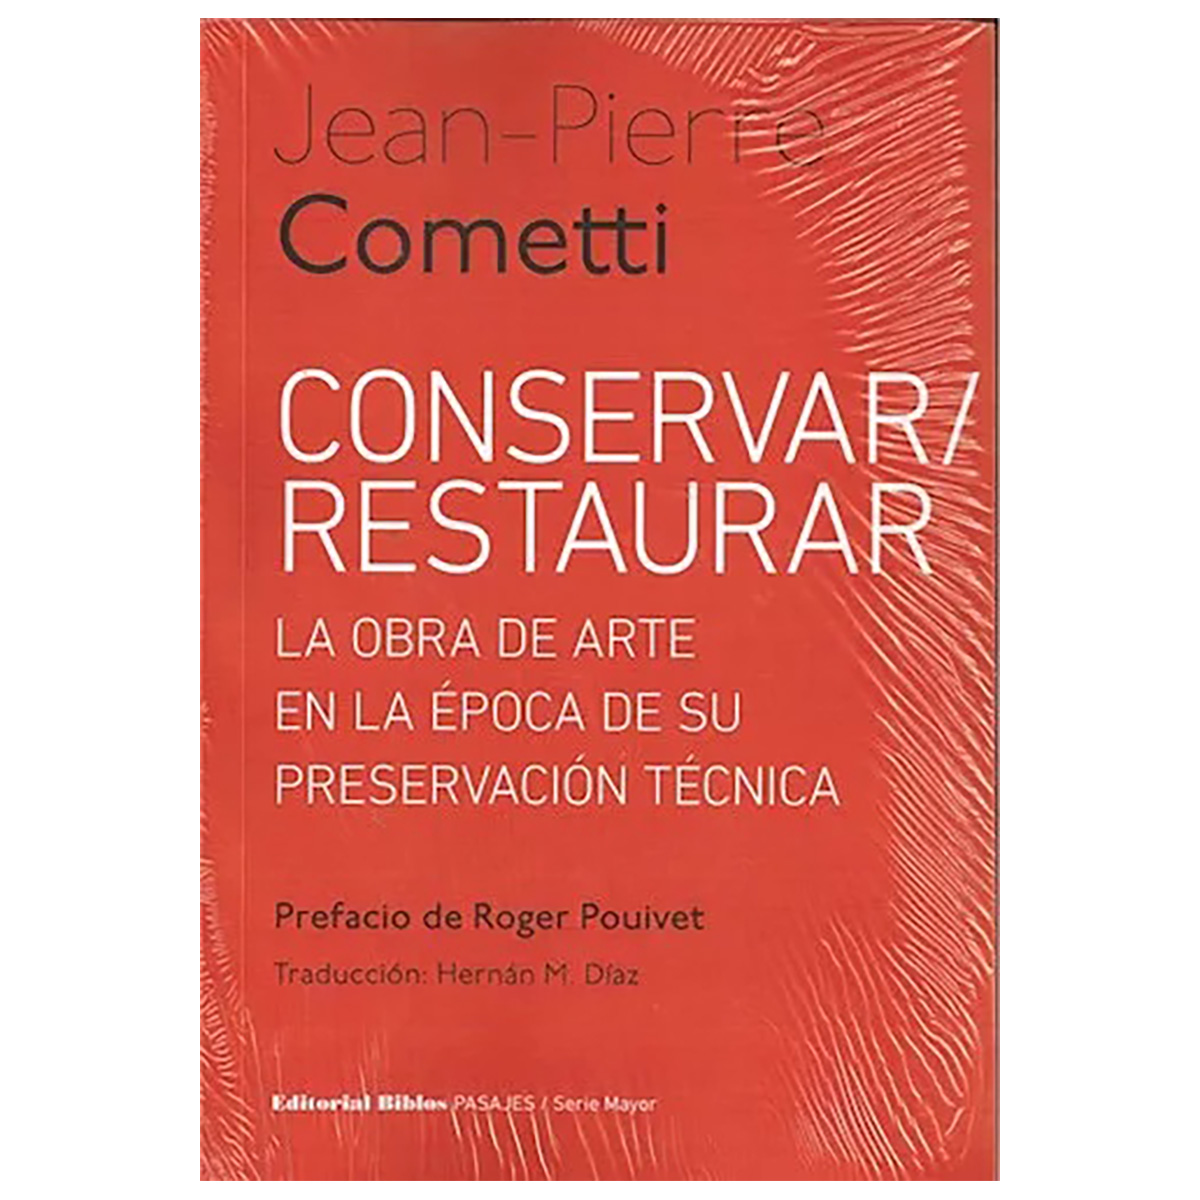 Jean-Pierre
Cometti
CONSERVAR/
RESTAURAR
LA OBRA DE ARTE
EN LA ÉPOCA DE SU
PRESERVACIÓN TÉCNICA
Prefacio de Roger Pouivet
Traducción: Hernán M. Díaz
Editorial Biblos PASAJES / Serie Mayor